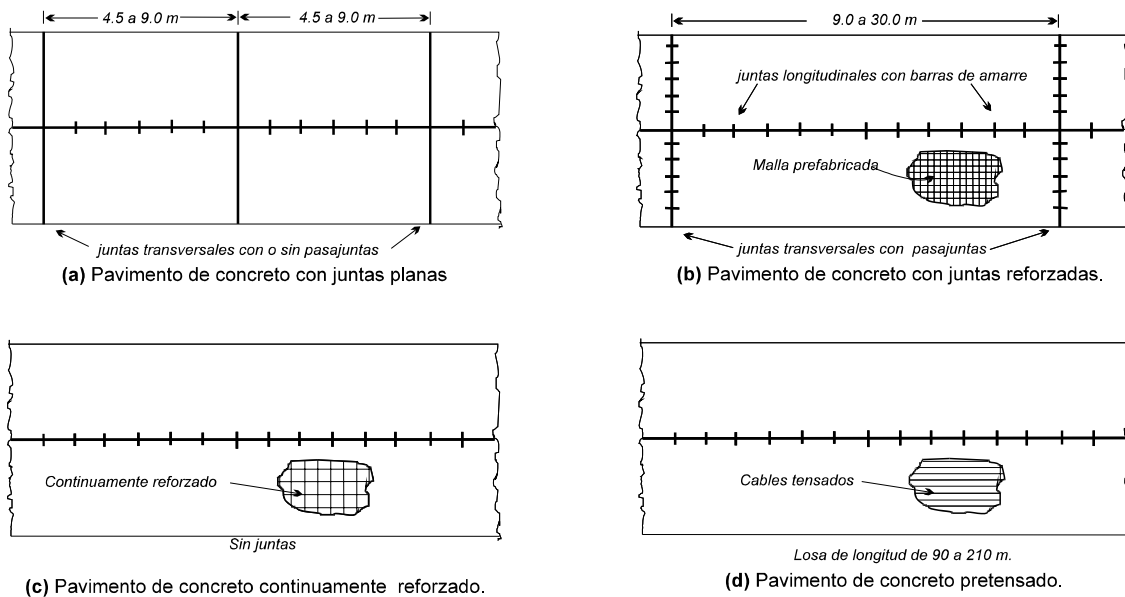 4.5 a 9.0 m
4.5 a 9.0 m
juntas transversales con o sin pasajuntas
(a) Pavimento de concreto con juntas planas
9.0 a 30.0 m
juntas longitudinales con barras de amarre
Malla prefabricada
juntas transversales con pasajuntas
(b) Pavimento de concreto con juntas reforzadas.
Continuamente reforzado
Sin juntas
(c) Pavimento de concreto continuamente reforzado.
Cables tensados
Losa de longitud de 90 a 210 m.
(d) Pavimento de concreto pretensado.